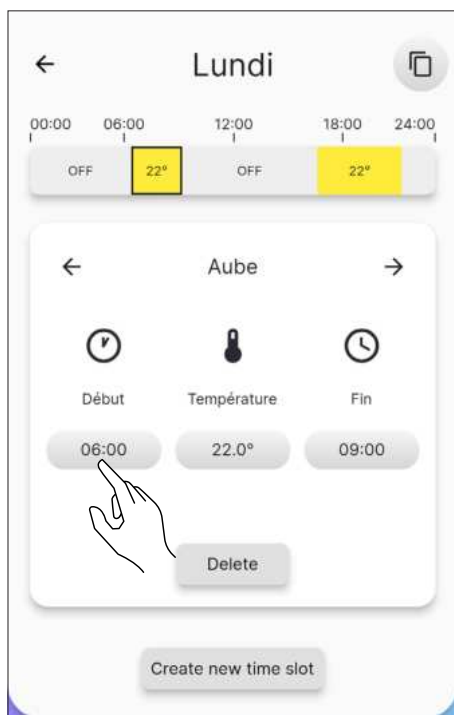 Lundi
00:00 06:00 12:00 18:00 24:00
OFF 22° OFF 22°
Aube
Début Température Fin
06:00 22.0° 09:00
Delete
Create new time slot